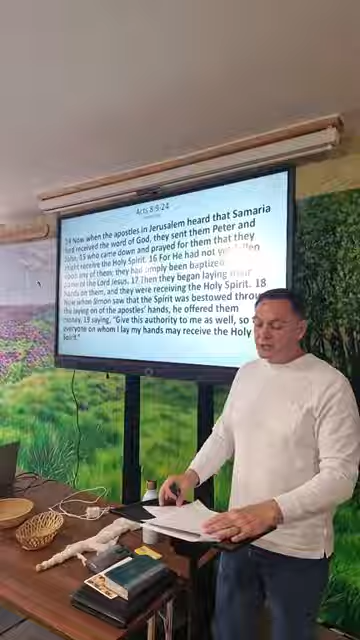 Acts 8:5-24
14 Now when the apostles in Jerusalem heard that Samaria
had received the word of God, they sent them Peter and
John, 15 who came down and prayed for them that they
might receive the Holy Spirit. 16 For He had not yet fallen
upon any of them; they had simply been baptized
name of the Lord Jesus. 17 Then they began laying their
hands on them, and they were receiving the Holy Spirit. 18
Now when Simon saw that the Spirit was bestowed throu
the laying on of the apostles' hands, he offered them
money, 19 saying, "Give this authority to me as well, so
everyone on whom I lay my hands may receive the Holy
Spirit."